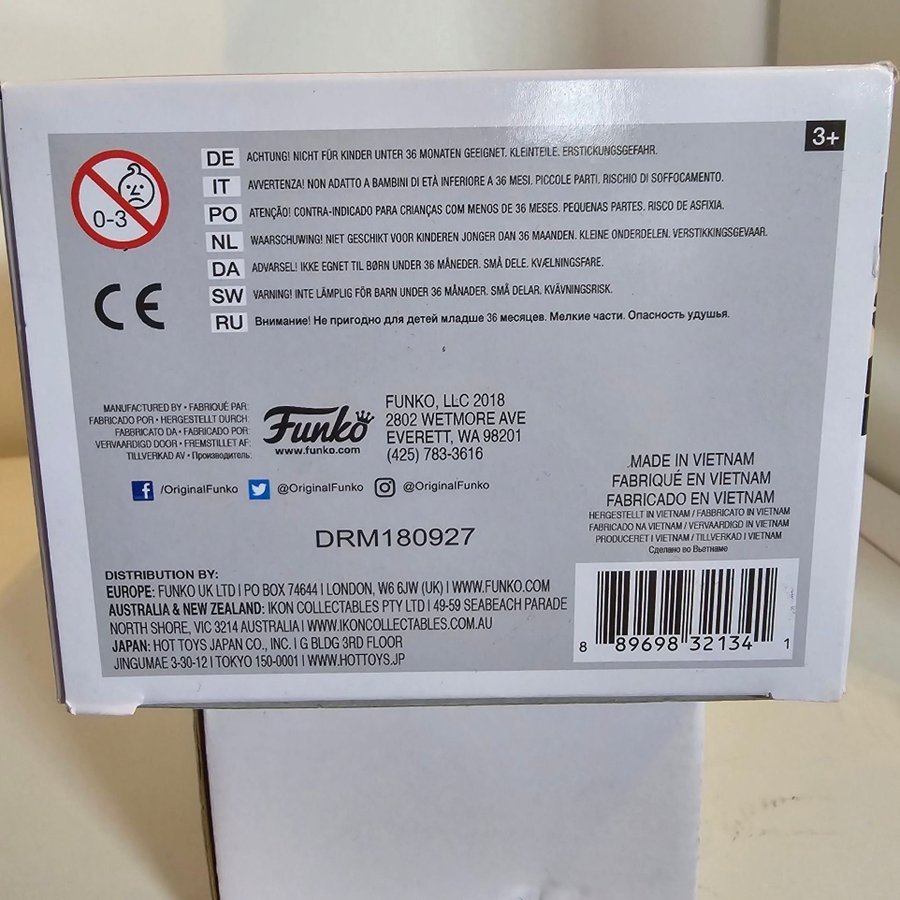 3+
0-3
DE ACHTUNG! NICHT FÜR KINDER UNTER 36 MONATEN GEEIGNET. KLEINTEILE. ERSTICKUNGSGEFAHR.
IT AVVERTENZA! NON ADATTO A BAMBINI DI ETÀ INFERIORE A 36 MESI. PICCOLE PARTI. RISCHIO DI SOFFOCAMENTO.
PO ATENÇÃO! CONTRA-INDICADO PARA CRIANÇAS COM MENOS DE 36 MESES. PEQUENAS PARTES. RISCO DE ASFIXIA.
NL WAARSCHUWING! NIET GESCHIKT VOOR KINDEREN JONGER DAN 36 MAANDEN. KLEINE ONDERDELEN. VERSTIKKINGSGEVAAR.
DA ADVARSEL! IKKE EGNET TIL BØRN UNDER 36 MÅNEDER. SMÅ DELE. KVÆLNINGSFARE.
SW VARNING! INTE LÄMPLIG FÖR BARN UNDER 36 MÅNADER. SMÅ DELAR. KVÄVNINGSRISK.
RU Внимание! Не пригодно для детей младше 36 месяцев. Мелкие части. Опасность удушья.
CE
MANUFACTURED BY • FABRIQUÉ PAR:
FABRICADO POR • HERGESTELLT DURCH:
FABBRICATO DA • FABRICADO POR:
VERVAARDIGD DOOR • FREMSTILLET AF:
TILLVERKAD AV • Производитель:
Funko
www.funko.com
FUNKO, LLC 2018
2802 WETMORE AVE
EVERETT, WA 98201
(425) 783-3616
/OriginalFunko @OriginalFunko @OriginalFunko
MADE IN VIETNAM
FABRIQUÉ EN VIETNAM
FABRICADO EN VIETNAM
HERGESTELLT IN VIETNAM / FABBRICATO IN VIETNAM
FABRICADO NA VIETNAM / VERVAARDIGD IN VIETNAM
PRODUCERET I VIETNAM / TILLVERKAD I VIETNAM
Сделано во Вьетнаме
DRM180927
DISTRIBUTION BY:
EUROPE: FUNKO UK LTD | PO BOX 74644 | LONDON, W6 6JW (UK) | WWW.FUNKO.COM
AUSTRALIA & NEW ZEALAND: IKON COLLECTABLES PTY LTD | 49-59 SEABEACH PARADE
NORTH SHORE, VIC 3214 AUSTRALIA | WWW.IKONCOLLECTABLES.COM.AU
JAPAN: HOT TOYS JAPAN CO., INC. | G BLDG 3RD FLOOR
JINGUMAE 3-30-12 | TOKYO 150-0001 | WWW.HOTTOYS.JP
8 89698 32134 1